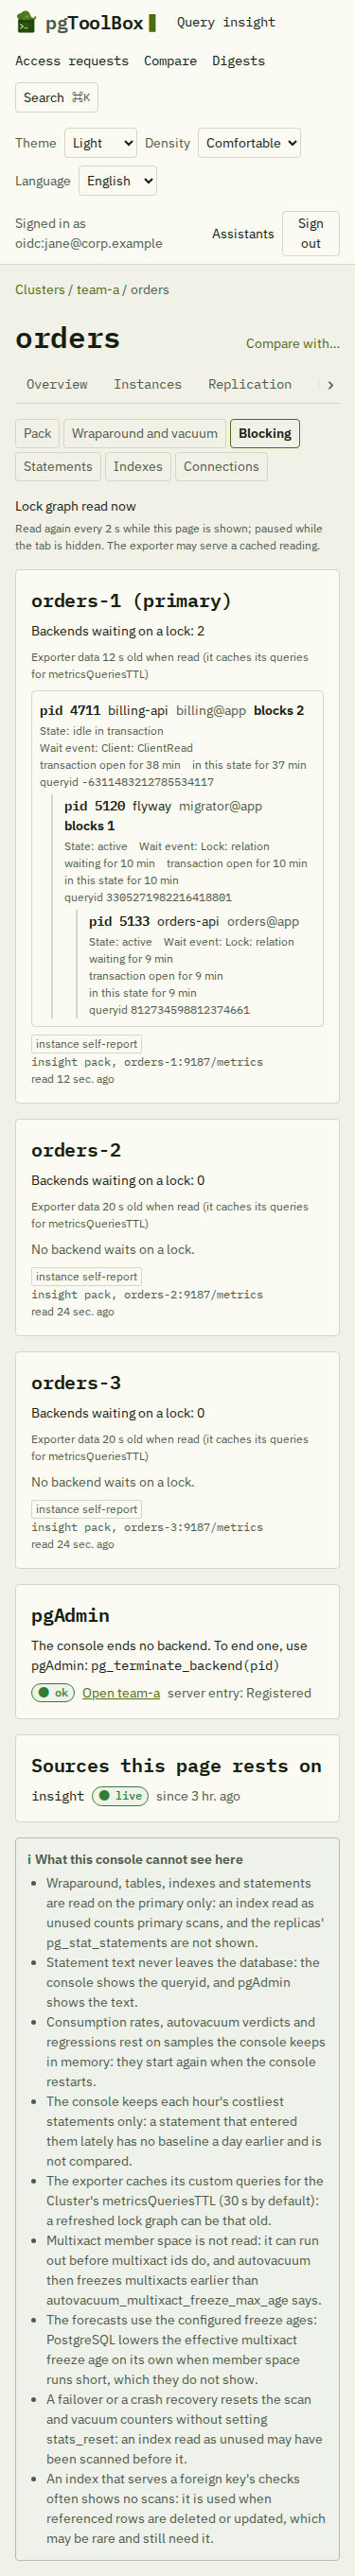 pgToolBox Query insight
Access requests Compare Digests
Search ⌘K
Theme Light Density Comfortable
Language English
Signed in as
oidc:jane@corp.example
Assistants
Sign
out
Clusters / team-a / orders
orders
Compare with...
Overview Instances Replication ›
Pack Wraparound and vacuum Blocking
Statements Indexes Connections
Lock graph read now
Read again every 2 s while this page is shown; paused while
the tab is hidden. The exporter may serve a cached reading.
orders-1 (primary)
Backends waiting on a lock: 2
Exporter data 12 s old when read (it caches its queries
for metricsQueriesTTL)
pid 4711 billing-api billing@app blocks 2
State: idle in transaction
Wait event: Client: ClientRead
transaction open for 38 min in this state for 37 min
queryid -6311483212785534117
pid 5120 flyway migrator@app
blocks 1
State: active Wait event: Lock: relation
waiting for 10 min transaction open for 10 min
in this state for 10 min
queryid 3305271982216418801
pid 5133 orders-api orders@app
State: active Wait event: Lock: relation
waiting for 9 min
transaction open for 9 min
in this state for 9 min
queryid 812734598812374661
instance self-report
insight pack, orders-1:9187/metrics
read 12 sec. ago
orders-2
Backends waiting on a lock: 0
Exporter data 20 s old when read (it caches its queries
for metricsQueriesTTL)
No backend waits on a lock.
instance self-report
insight pack, orders-2:9187/metrics
read 24 sec. ago
orders-3
Backends waiting on a lock: 0
Exporter data 20 s old when read (it caches its queries
for metricsQueriesTTL)
No backend waits on a lock.
instance self-report
insight pack, orders-3:9187/metrics
read 24 sec. ago
pgAdmin
The console ends no backend. To end one, use
pgAdmin: pg_terminate_backend(pid)
ok Open team-a server entry: Registered
Sources this page rests on
insight live since 3 hr. ago
i What this console cannot see here
• Wraparound, tables, indexes and statements
are read on the primary only: an index read as
unused counts primary scans, and the replicas'
pg_stat_statements are not shown.
• Statement text never leaves the database: the
console shows the queryid, and pgAdmin
shows the text.
• Consumption rates, autovacuum verdicts and
regressions rest on samples the console keeps
in memory: they start again when the console
restarts.
• The console keeps each hour's costliest
statements only: a statement that entered
them lately has no baseline a day earlier and is
not compared.
• The exporter caches its custom queries for the
Cluster's metricsQueriesTTL (30 s by default):
a refreshed lock graph can be that old.
• Multixact member space is not read: it can run
out before multixact ids do, and autovacuum
then freezes multixacts earlier than
autovacuum_multixact_freeze_max_age says.
• The forecasts use the configured freeze ages:
PostgreSQL lowers the effective multixact
freeze age on its own when member space
runs short, which they do not show.
• A failover or a crash recovery resets the scan
and vacuum counters without setting
stats_reset: an index read as unused may have
been scanned before it.
• An index that serves a foreign key's checks
often shows no scans: it is used when
referenced rows are deleted or updated, which
may be rare and still need it.